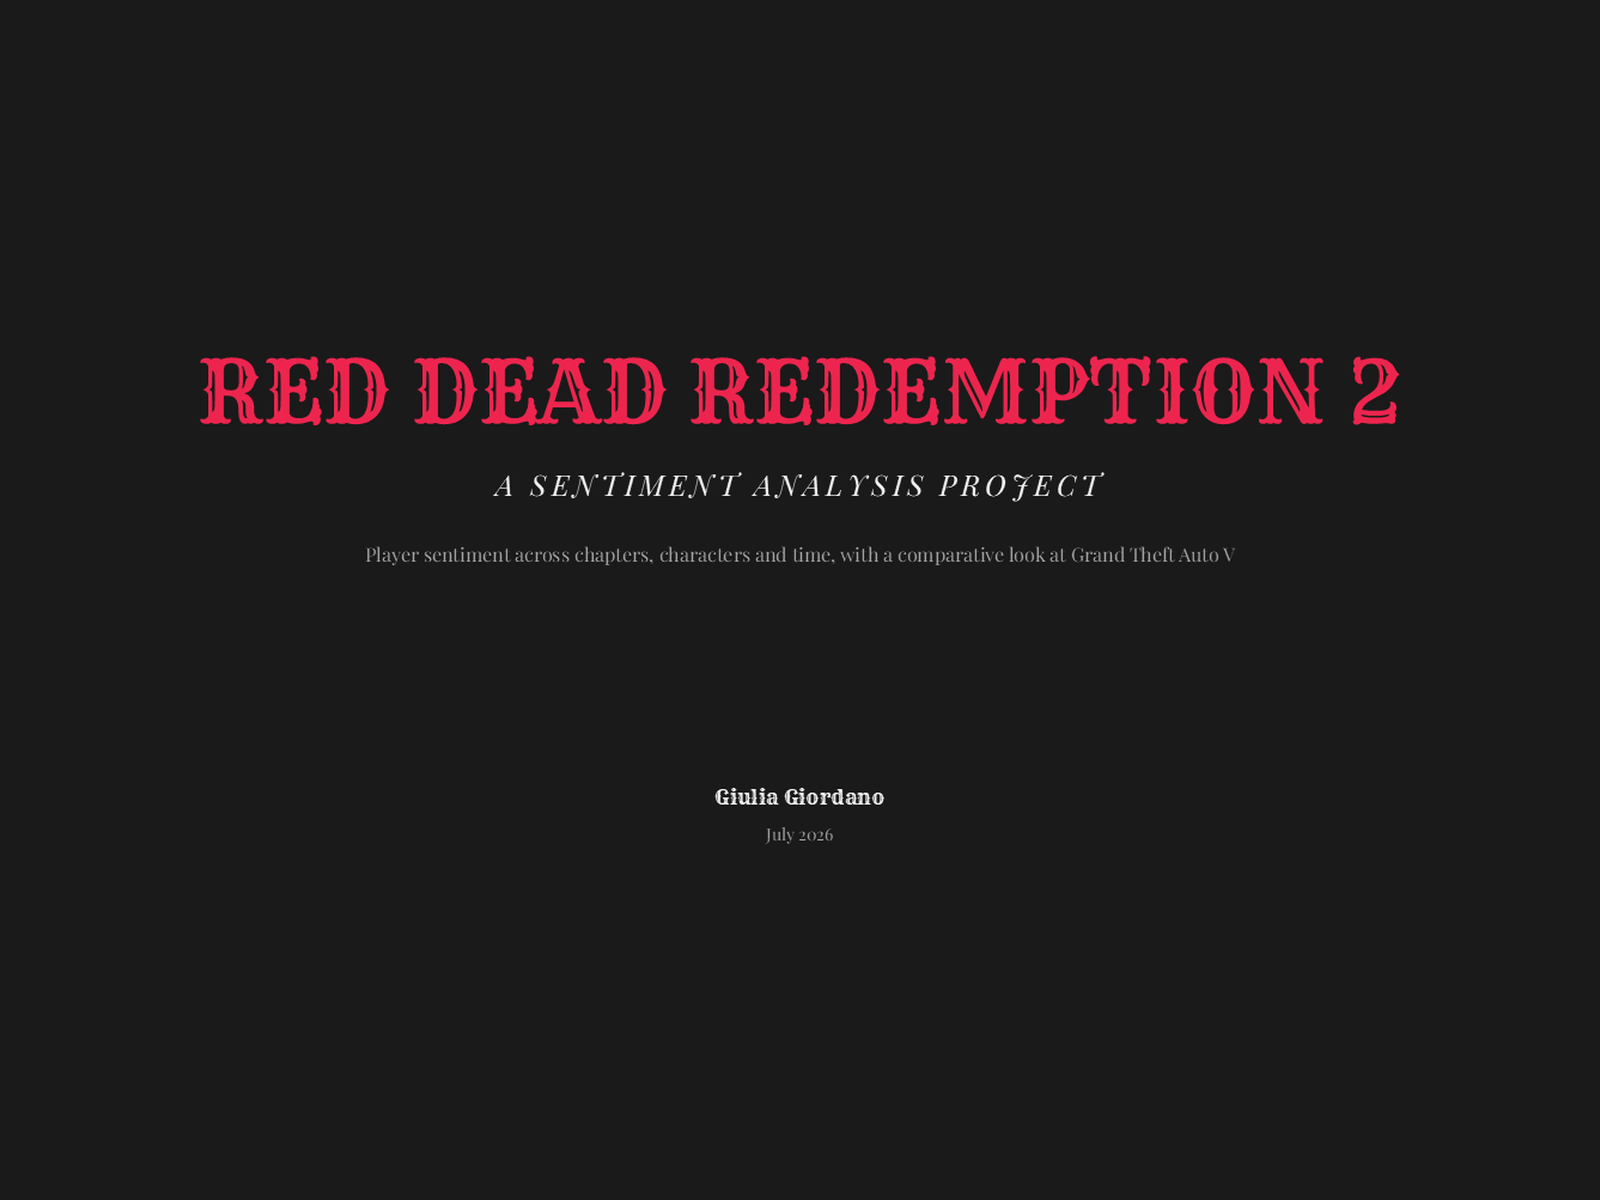 RED DEAD REDEMPTION 2
A SENTIMENT ANALYSIS PROJECT
Player sentiment across chapters, characters and time, with a comparative look at Grand Theft Auto V
Giulia Giordano
July 2026